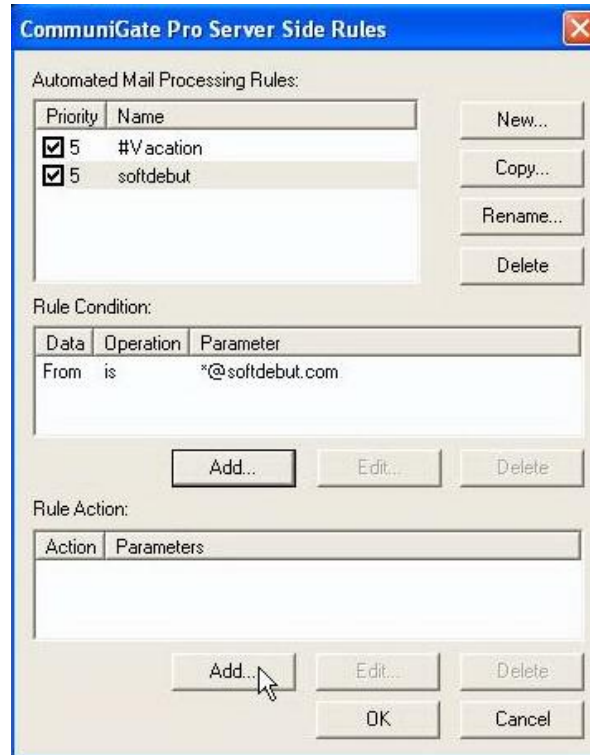 CommuniGate Pro Server Side Rules
Automated Mail Processing Rules:
Priority Name
5 #Vacation
5 softdebut
New...
Copy...
Rename...
Delete
Rule Condition:
Data Operation Parameter
From is *@softdebut.com
Add... Edit... Delete
Rule Action:
Action Parameters
Add... Edit... Delete
OK Cancel